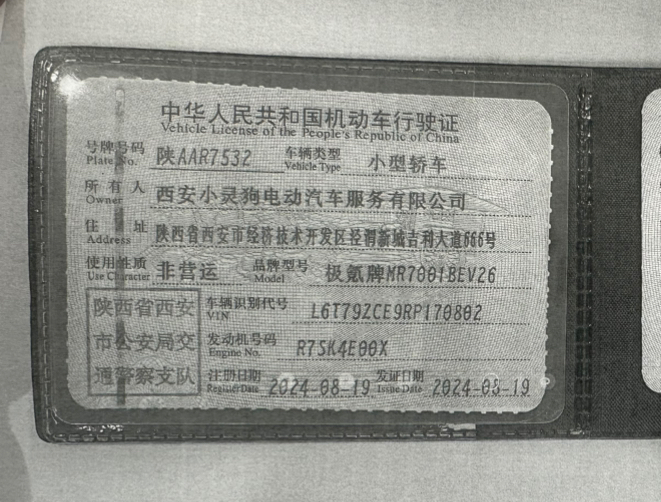 中华人民共和国机动车行驶证
Vehicle License of the People's Republic of China
号牌号码 陕AAR7532 车辆类型 小型轿车
Plate No. Vehicle Type
所有人 西安小灵狗电动汽车服务有限公司
Owner
住址 陕西省西安市经济技术开发区泾渭新城吉利大道666号
Address
使用性质 非营运 品牌型号 极氪牌MR7001BEV26
Use Character Model
陕西省西安
市公安局交
通警察支队
车辆识别代号 L6T79ZCE9RP170802
VIN
发动机号码 R7SK4E00X
Engine No.
注册日期 2024-08-19 发证日期 2024-08-19
Register Date Issue Date